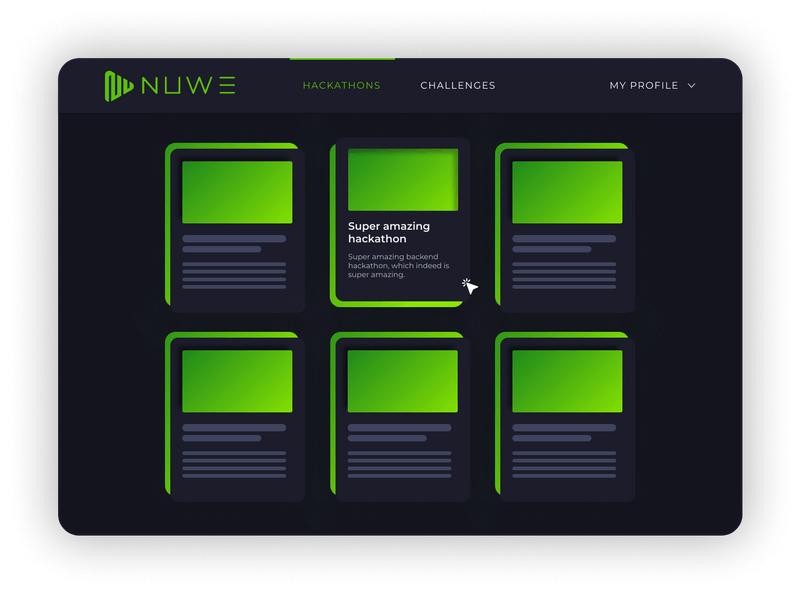 NUWE
HACKATHONS
CHALLENGES
MY PROFILE
Super amazing
hackathon
Super amazing backend
hackathon, which indeed is
super amazing.